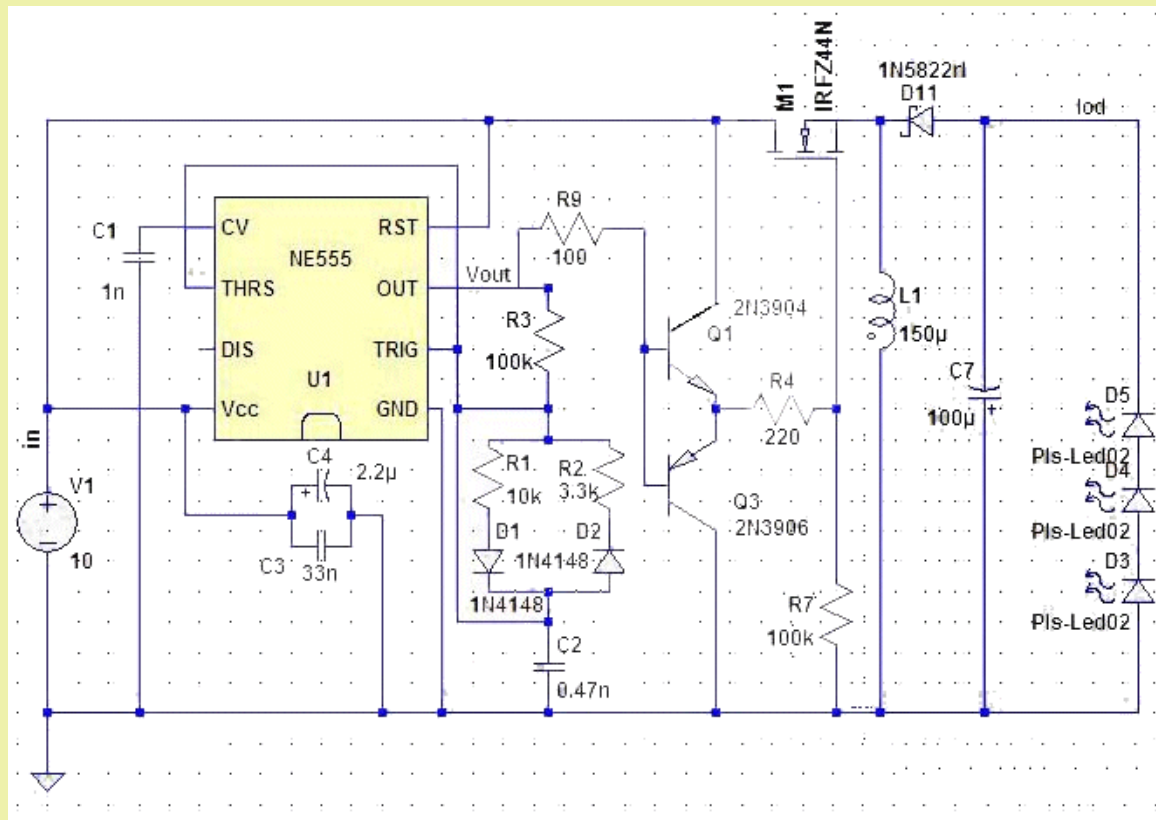 M1
IRFZ44N
1N5822rl
D11
lod
CV
RST
NE555
THRS
OUT
DIS
TRIG
U1
Vcc
GND
C1
1n
R9
100
Vout
R3
100k
2N3904
Q1
R4
220
L1
150µ
C7
100µ
+
D5
Pls-Led02
D4
Pls-Led02
D3
Pls-Led02
in
V1
+
−
10
C4
2.2µ
+
C3
33n
R1
10k
R2
3.3k
D1
D2
1N4148
1N4148
Q3
2N3906
R7
100k
C2
0.47n